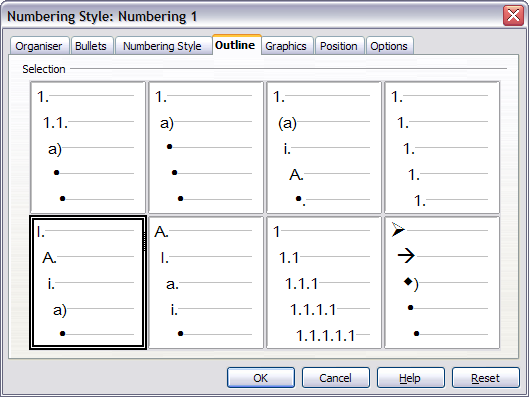 Numbering Style: Numbering 1
Organiser Bullets Numbering Style Outline Graphics Position Options
Selection
1. 1. 1. 1.
1.1. a) (a) 1.
a) • i. 1.
• • A. 1.
• • •. 1.
I. A. 1 ➢
A. I. 1.1 →
i. a. 1.1.1 ◆)
a) i. 1.1.1.1 •
• • 1.1.1.1.1 •
OK Cancel Help Reset